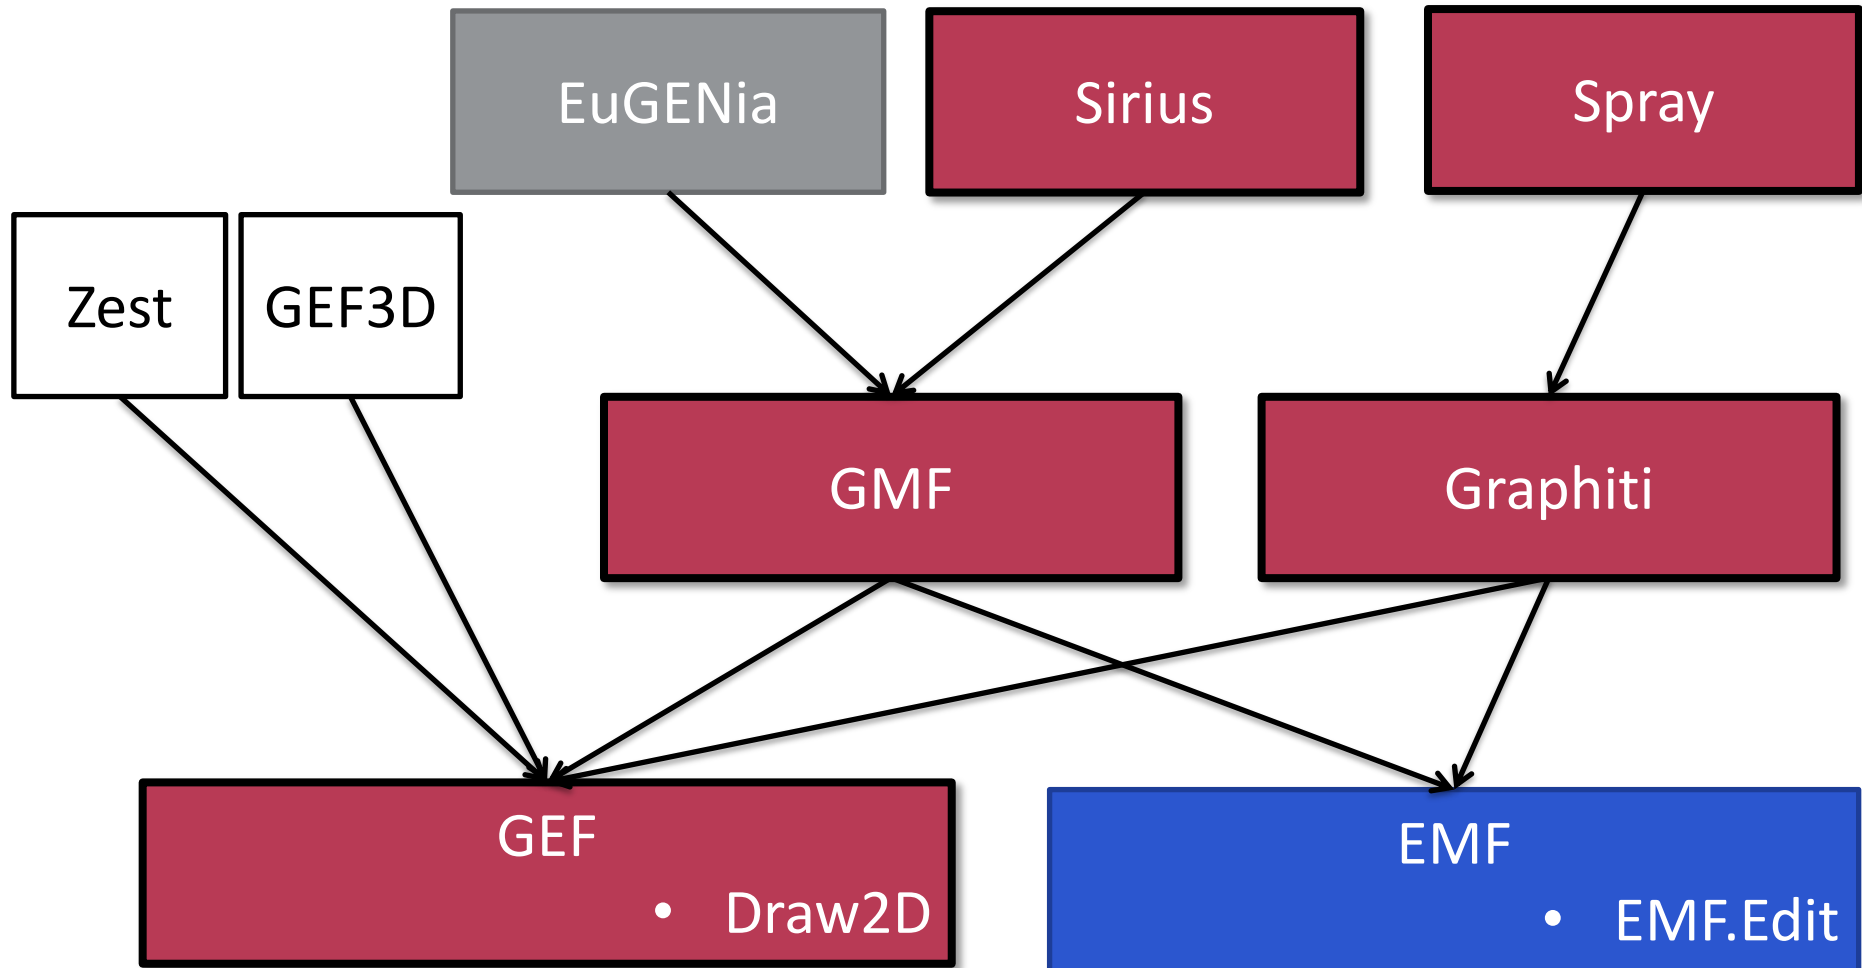 EuGENia
Sirius
Spray
Zest
GEF3D
GMF
Graphiti
GEF
• Draw2D
EMF
• EMF.Edit